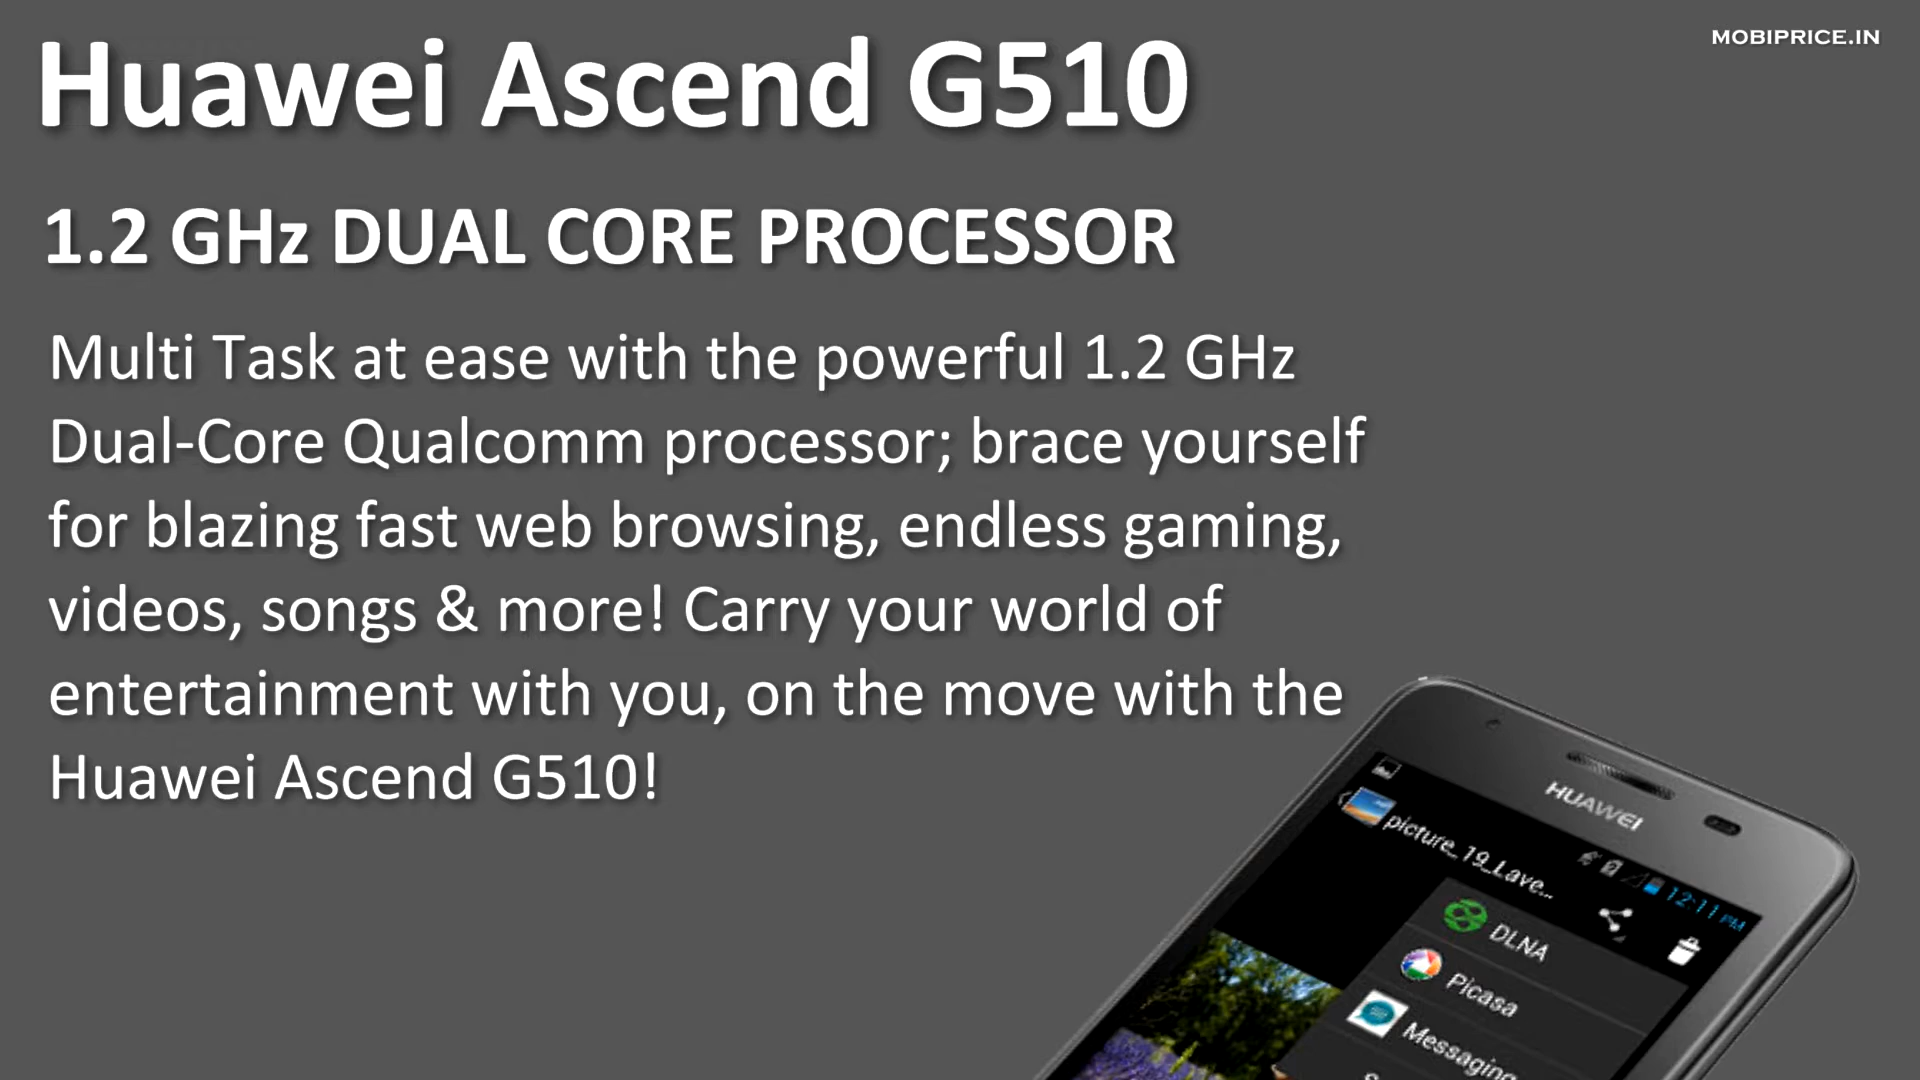 Huawei Ascend G510
MOBIPRICE.IN
1.2 GHz DUAL CORE PROCESSOR
Multi Task at ease with the powerful 1.2 GHz
Dual-Core Qualcomm processor; brace yourself
for blazing fast web browsing, endless gaming,
videos, songs & more! Carry your world of
entertainment with you, on the move with the
Huawei Ascend G510!
HUAWEI
12:11 PM
picture_19_Lave...
DLNA
Picasa
Messaging